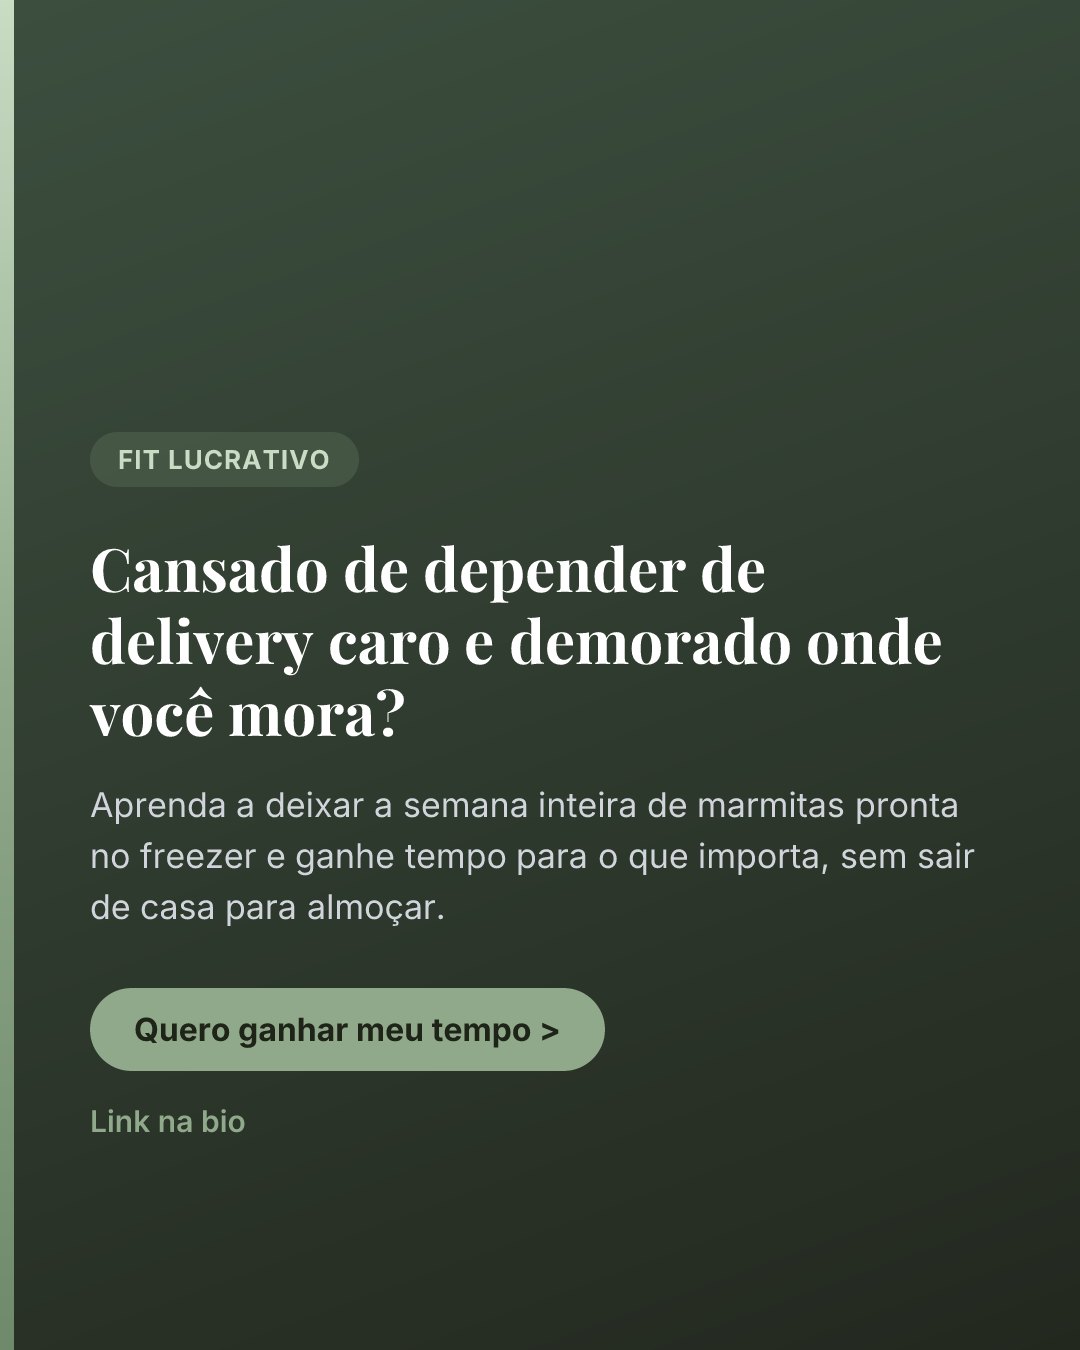 FIT LUCRATIVO
Cansado de depender de
delivery caro e demorado onde
você mora?
Aprenda a deixar a semana inteira de marmitas pronta
no freezer e ganhe tempo para o que importa, sem sair
de casa para almoçar.
Quero ganhar meu tempo >
Link na bio